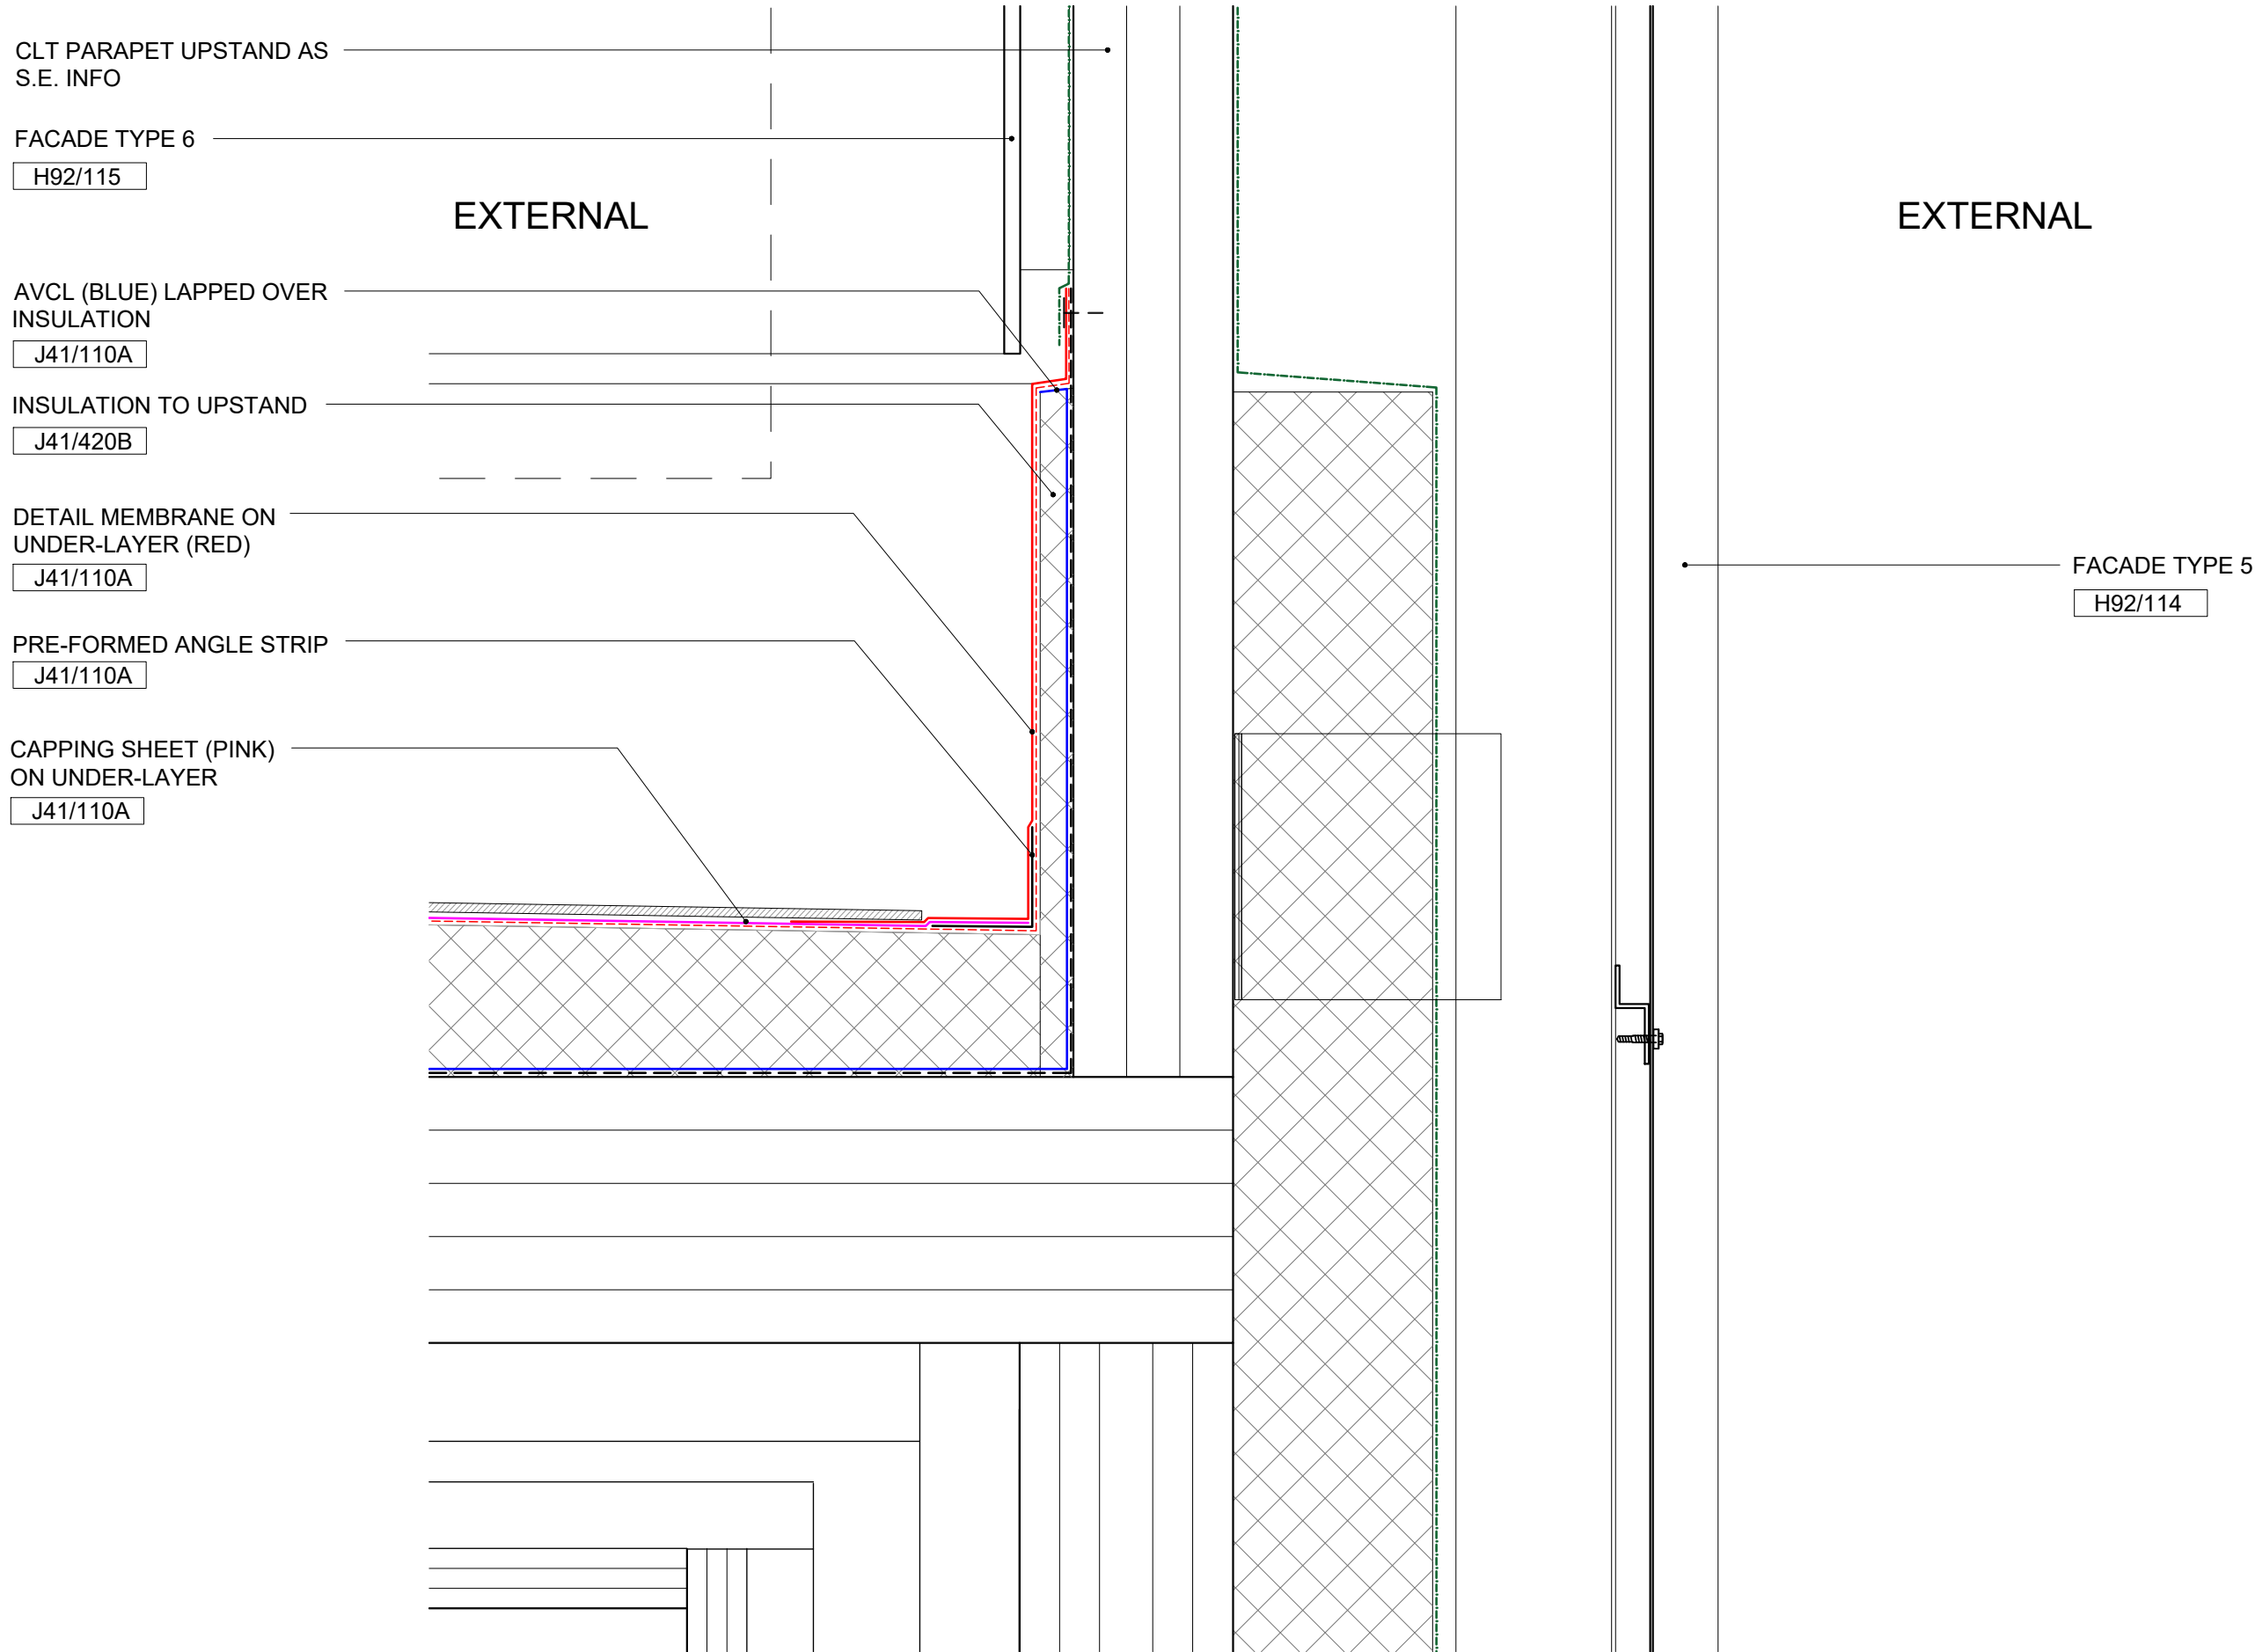 CLT PARAPET UPSTAND AS
S.E. INFO
FACADE TYPE 6
H92/115
EXTERNAL
EXTERNAL
AVCL (BLUE) LAPPED OVER
INSULATION
J41/110A
INSULATION TO UPSTAND
J41/420B
DETAIL MEMBRANE ON
UNDER-LAYER (RED)
J41/110A
FACADE TYPE 5
H92/114
PRE-FORMED ANGLE STRIP
J41/110A
CAPPING SHEET (PINK)
ON UNDER-LAYER
J41/110A